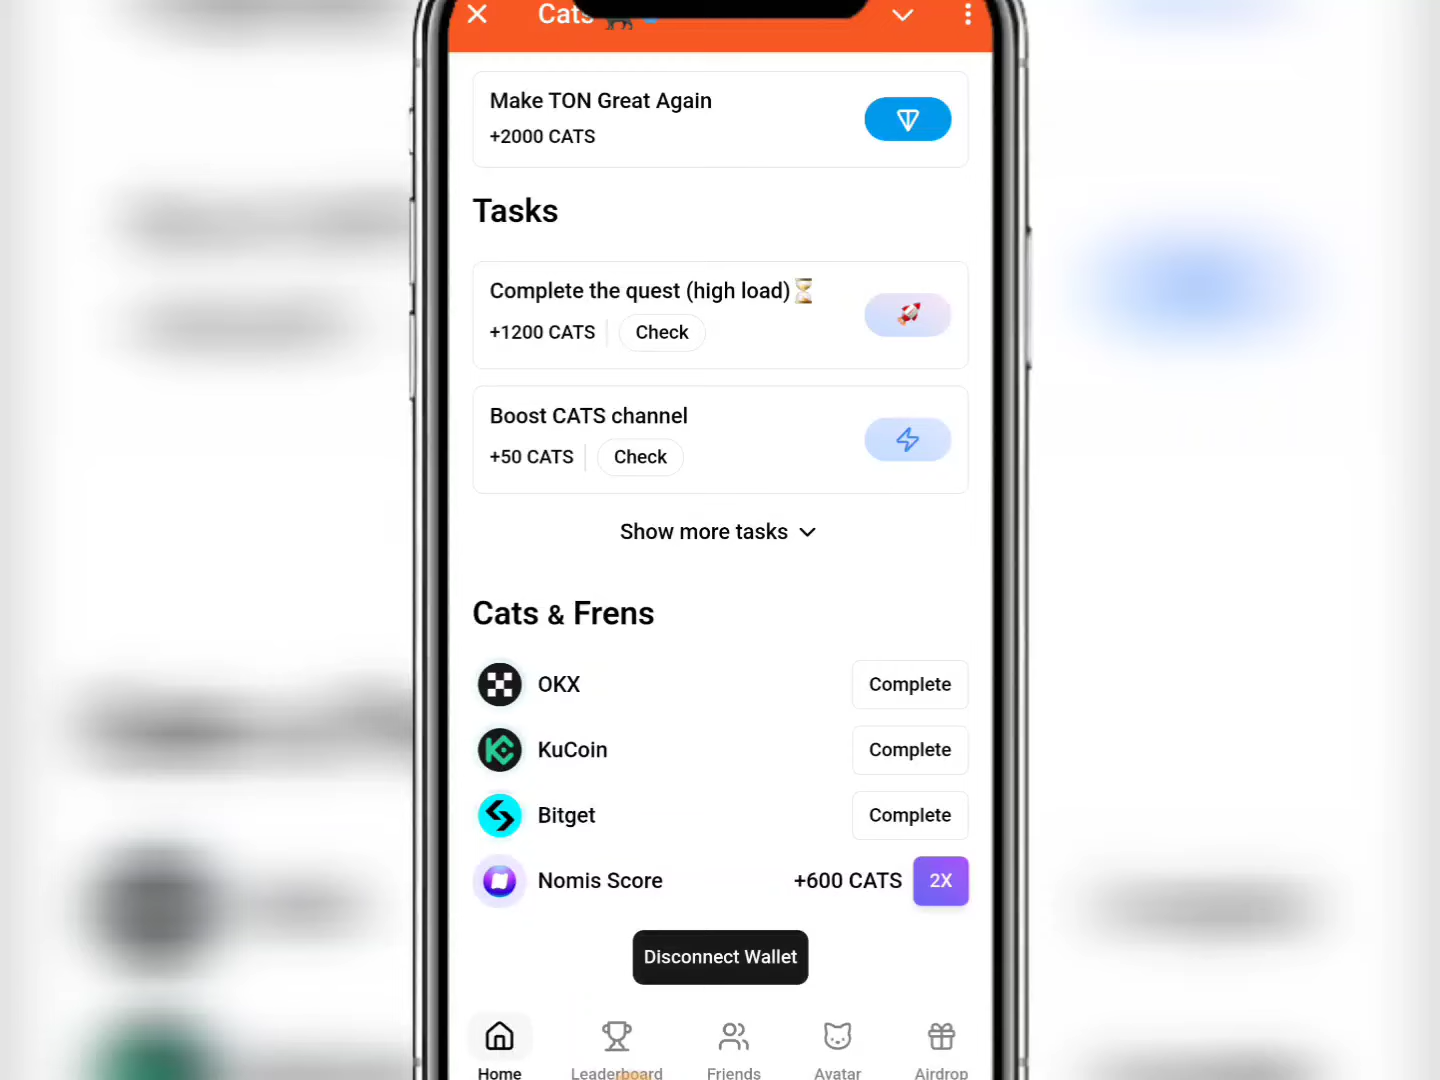 Cats
Make TON Great Again
+2000 CATS
Tasks
Complete the quest (high load)⏳
+1200 CATS
Check
Boost CATS channel
+50 CATS
Check
Show more tasks
Cats & Frens
OKX
Complete
KuCoin
Complete
Bitget
Complete
Nomis Score
+600 CATS
2X
Disconnect Wallet
Home
Leaderboard
Friends
Avatar
Airdrop